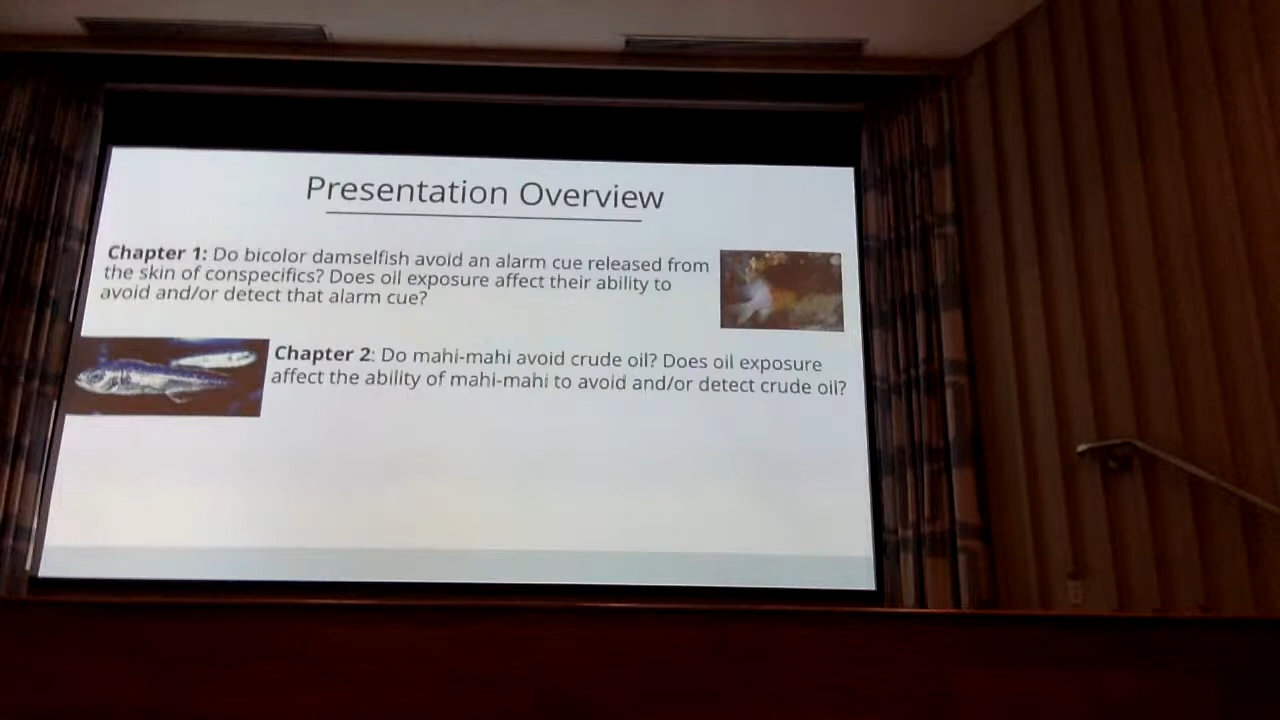 Presentation Overview
Chapter 1: Do bicolor damselfish avoid an alarm cue released from
the skin of conspecifics? Does oil exposure affect their ability to
avoid and/or detect that alarm cue?
Chapter 2: Do mahi-mahi avoid crude oil? Does oil exposure
affect the ability of mahi-mahi to avoid and/or detect crude oil?